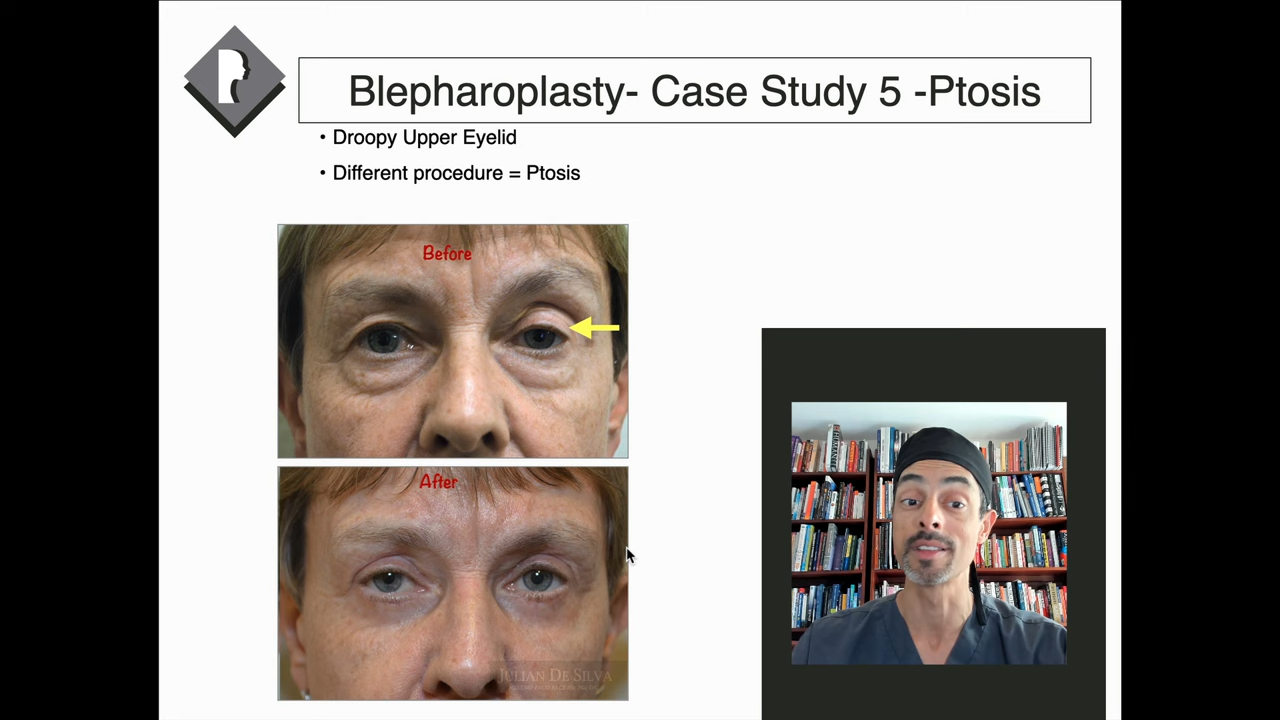 Blepharoplasty- Case Study 5 -Ptosis
• Droopy Upper Eyelid
• Different procedure = Ptosis
Before
After
JULIAN DE SILVA